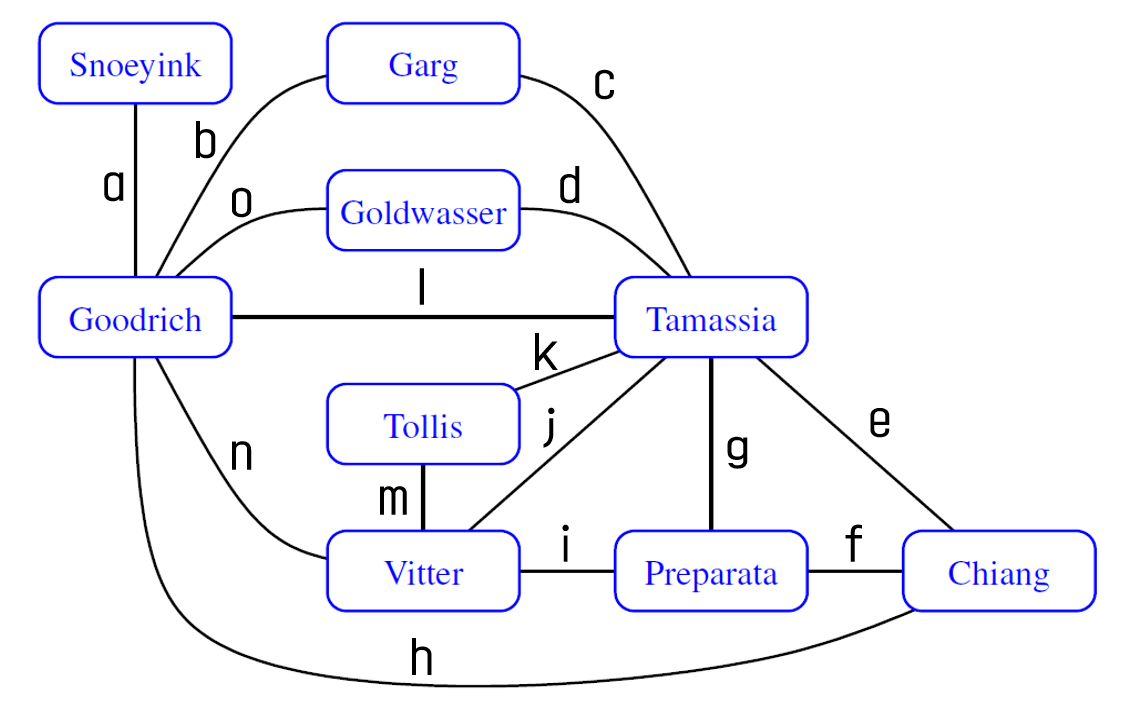 Snoeyink
Garg
c
b
a
o
d
Goldwasser
l
Goodrich
Tamassia
k
Tollis
j
e
n
g
m
i
f
Vitter
Preparata
Chiang
h